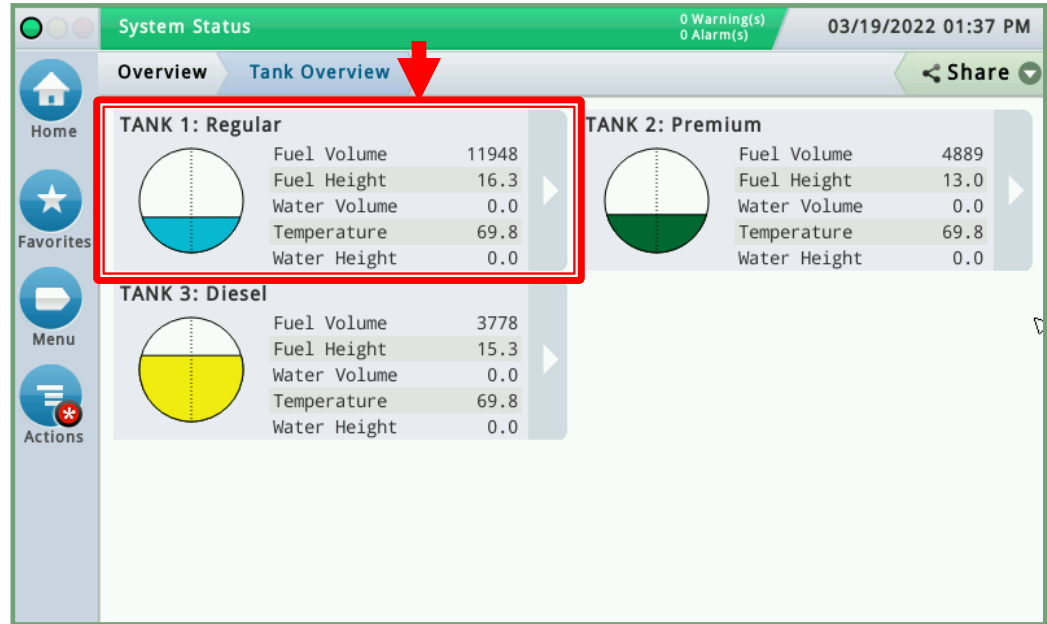 System Status
0 Warning(s)
0 Alarm(s)
03/19/2022 01:37 PM
Overview
Tank Overview
Share
Home
Favorites
Menu
Actions
TANK 1: Regular
Fuel Volume 11948
Fuel Height 16.3
Water Volume 0.0
Temperature 69.8
Water Height 0.0
TANK 2: Premium
Fuel Volume 4889
Fuel Height 13.0
Water Volume 0.0
Temperature 69.8
Water Height 0.0
TANK 3: Diesel
Fuel Volume 3778
Fuel Height 15.3
Water Volume 0.0
Temperature 69.8
Water Height 0.0